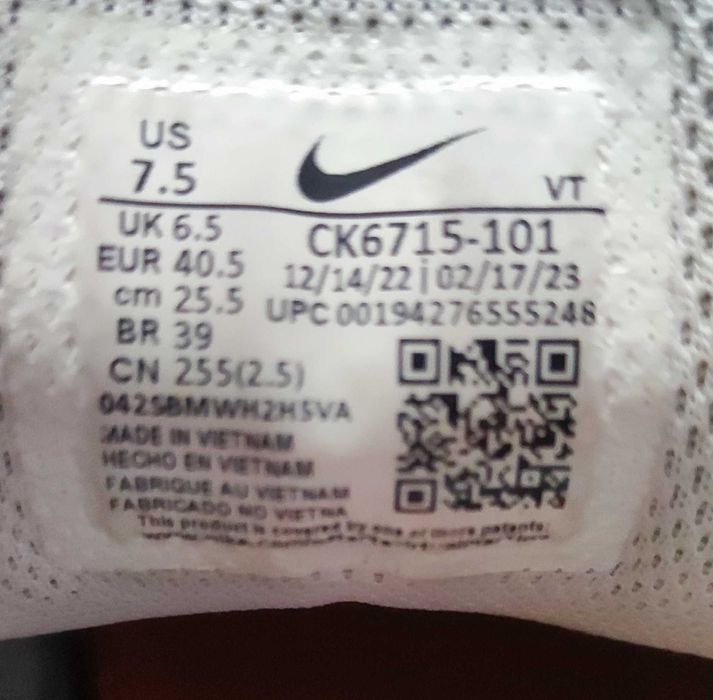 US
7.5
VT
UK 6.5
EUR 40.5
cm 25.5
BR 39
CN 255(2.5)
CK6715-101
12/14/22 | 02/17/23
UPC 00194276555248
042SBMWH2H5VA
MADE IN VIETNAM
HECHO EN VIETNAM
FABRIQUE AU VIETNAM
FABRICADO NO VIETNA
This product is covered by one or more patents: